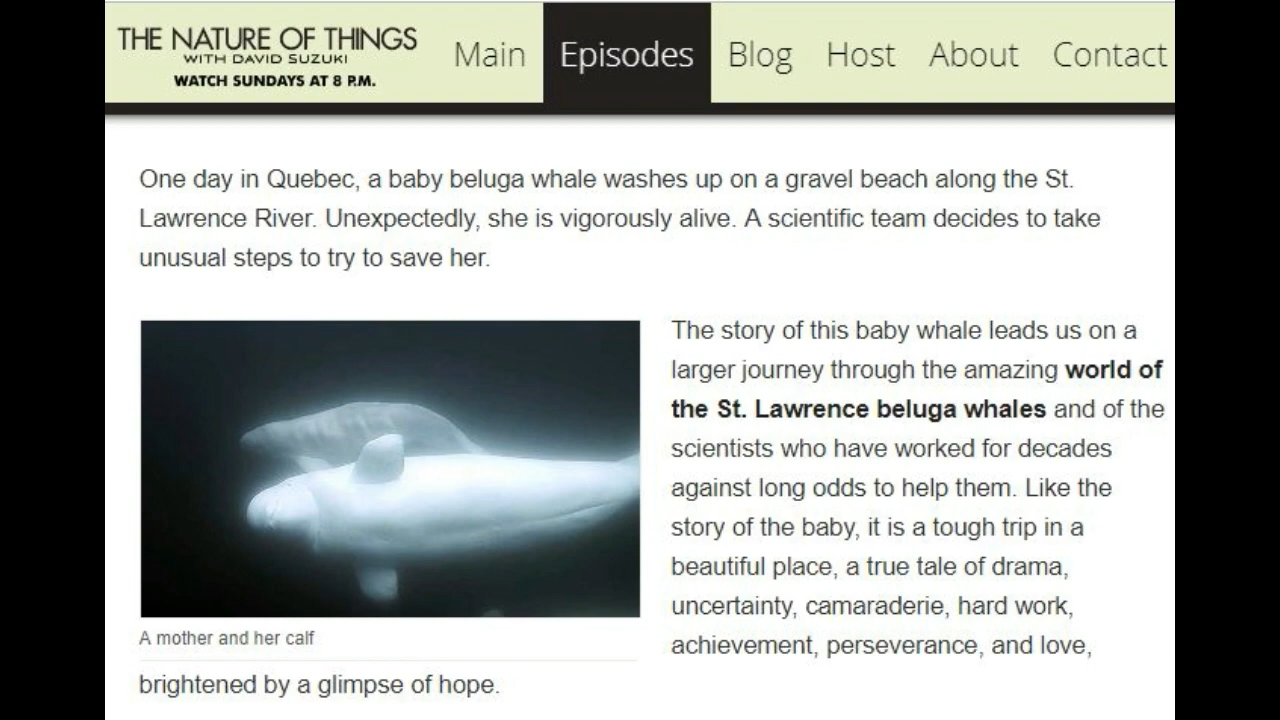 THE NATURE OF THINGS
WITH DAVID SUZUKI
WATCH SUNDAYS AT 8 P.M.
Main
Episodes
Blog
Host
About
Contact
One day in Quebec, a baby beluga whale washes up on a gravel beach along the St.
Lawrence River. Unexpectedly, she is vigorously alive. A scientific team decides to take
unusual steps to try to save her.
The story of this baby whale leads us on a
larger journey through the amazing world of
the St. Lawrence beluga whales and of the
scientists who have worked for decades
against long odds to help them. Like the
story of the baby, it is a tough trip in a
beautiful place, a true tale of drama,
uncertainty, camaraderie, hard work,
achievement, perseverance, and love,
brightened by a glimpse of hope.
A mother and her calf